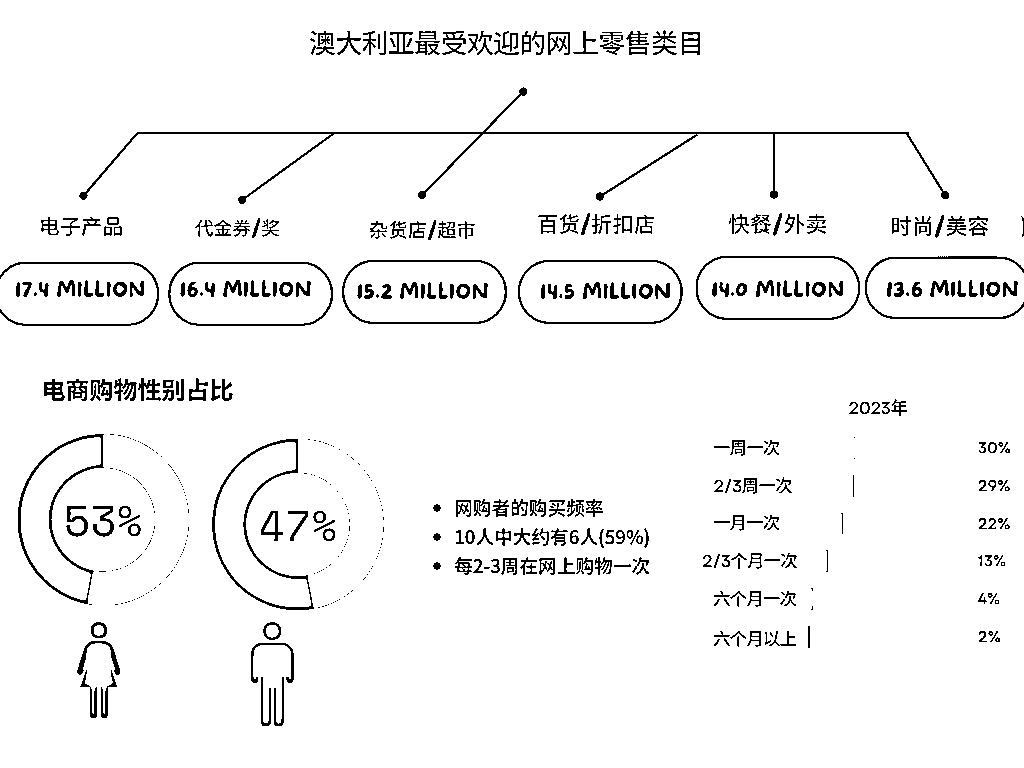 澳大利亚最受欢迎的网上零售类目
电子产品
代金券/奖
杂货店/超市
百货/折扣店
快餐/外卖
时尚/美容
17.4 MILLION
16.4 MILLION
15.2 MILLION
14.5 MILLION
14.0 MILLION
13.6 MILLION
电商购物性别占比
53%
47%
网购者的购买频率
10人中大约有6人(59%)
每2-3周在网上购物一次
2023年
一周一次 30%
2/3周一次 29%
一月一次 22%
2/3个月一次 13%
六个月一次 4%
六个月以上 2%